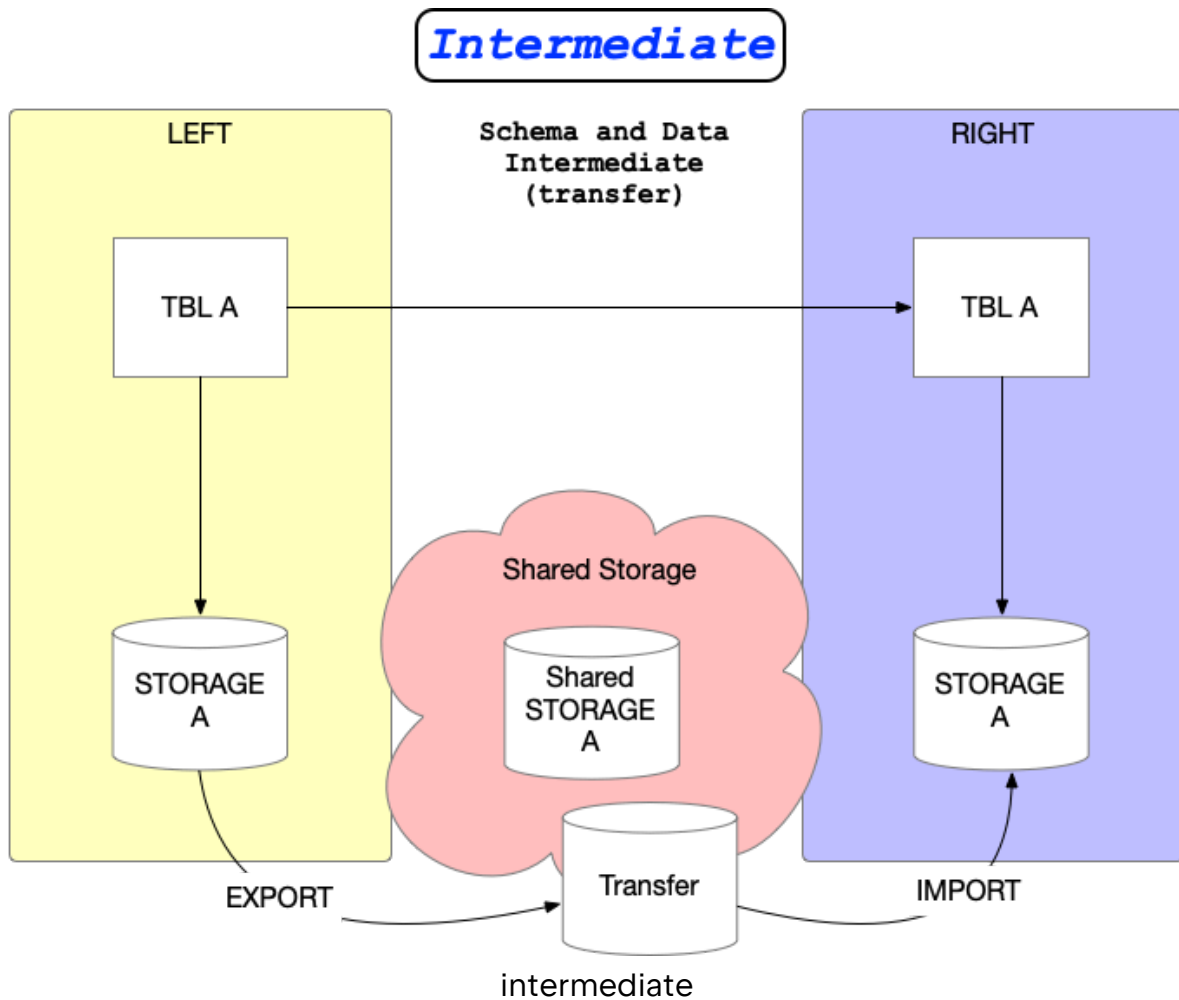 Intermediate
LEFT
Schema and Data
Intermediate
(transfer)
RIGHT
TBL A
TBL A
Shared Storage
STORAGE
A
Shared
STORAGE
A
STORAGE
A
Transfer
EXPORT
IMPORT
intermediate